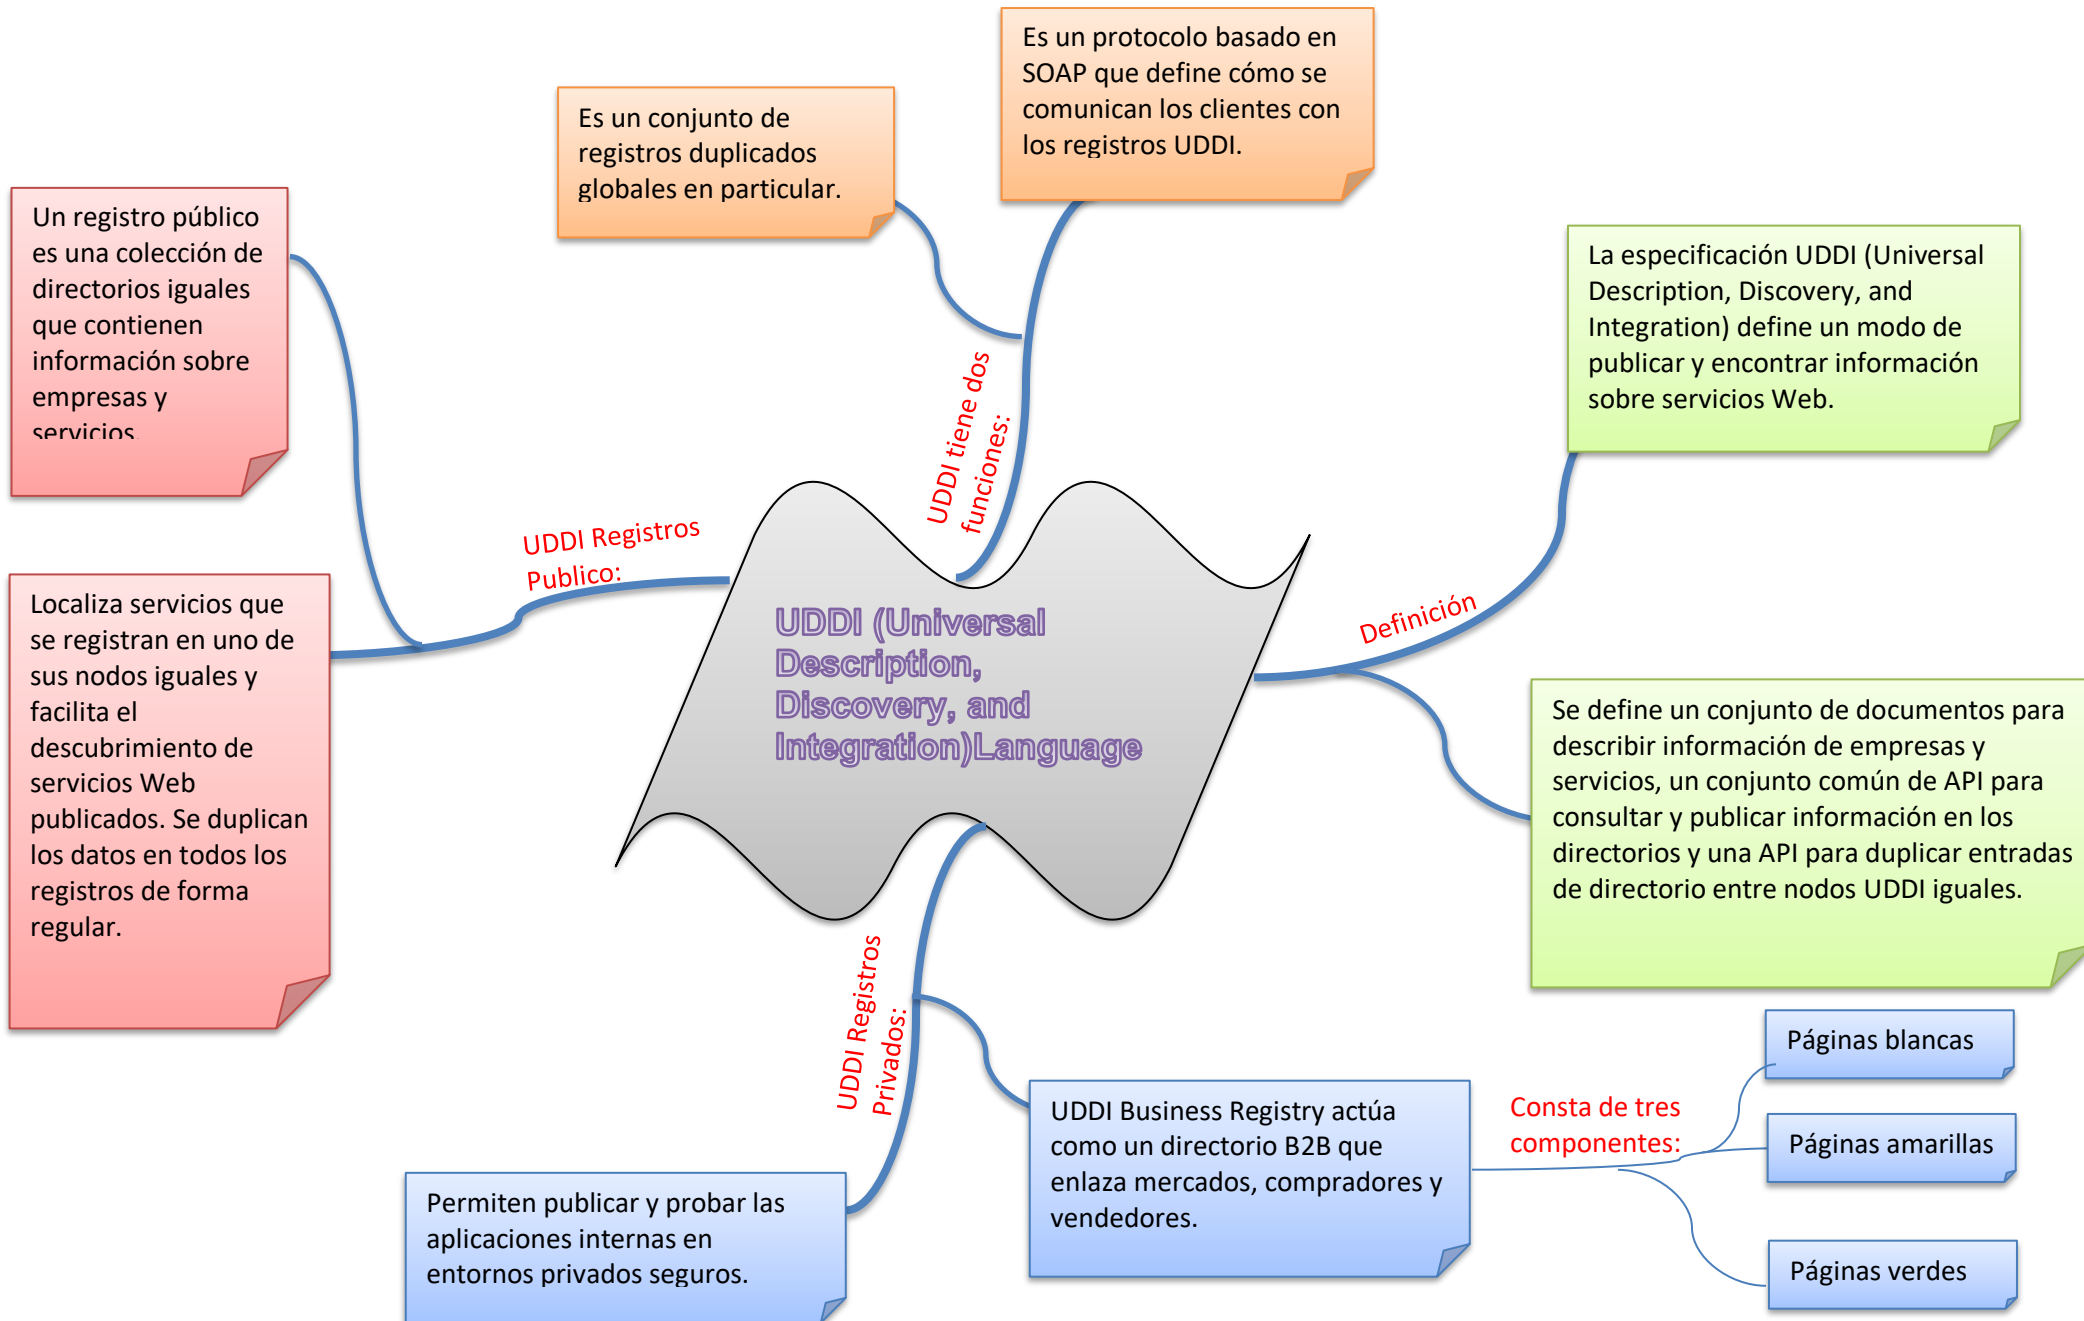 Es un protocolo basado en
SOAP que define cómo se
comunican los clientes con
los registros UDDI.
Es un conjunto de
registros duplicados
globales en particular.
Un registro público
es una colección de
directorios iguales
que contienen
información sobre
empresas y
servicios.
La especificación UDDI (Universal
Description, Discovery, and
Integration) define un modo de
publicar y encontrar información
sobre servicios Web.
UDDI tiene dos
funciones:
UDDI Registros
Publico:
Definición
UDDI (Universal
Description,
Discovery, and
Integration)Language
Localiza servicios que
se registran en uno de
sus nodos iguales y
facilita el
descubrimiento de
servicios Web
publicados. Se duplican
los datos en todos los
registros de forma
regular.
Se define un conjunto de documentos para
describir información de empresas y
servicios, un conjunto común de API para
consultar y publicar información en los
directorios y una API para duplicar entradas
de directorio entre nodos UDDI iguales.
UDDI Registros
Privados:
UDDI Business Registry actúa
como un directorio B2B que
enlaza mercados, compradores y
vendedores.
Consta de tres
componentes:
Páginas blancas
Páginas amarillas
Páginas verdes
Permiten publicar y probar las
aplicaciones internas en
entornos privados seguros.